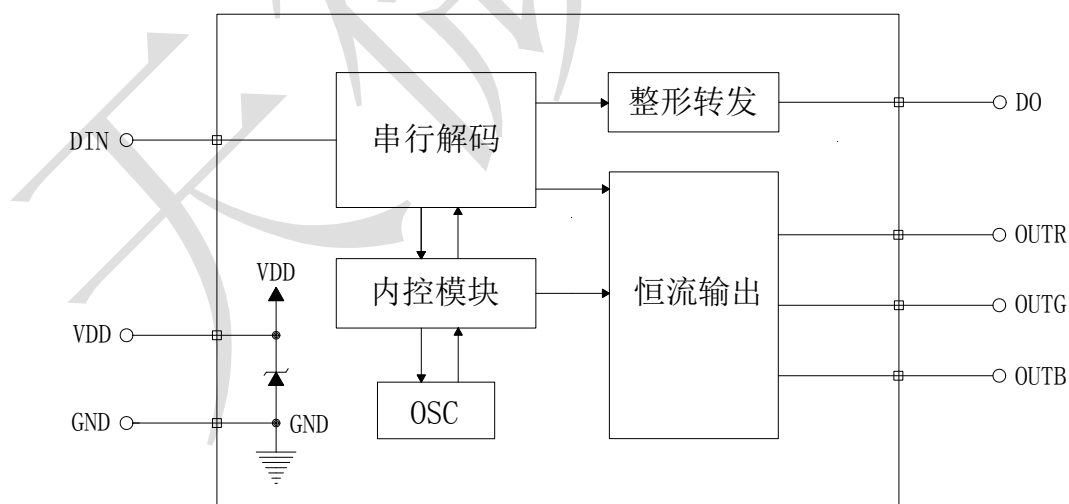 整形转发
DO
DIN
串行解码
OUTR
VDD
内控模块
恒流输出
OUTG
VDD
OUTB
OSC
GND
GND